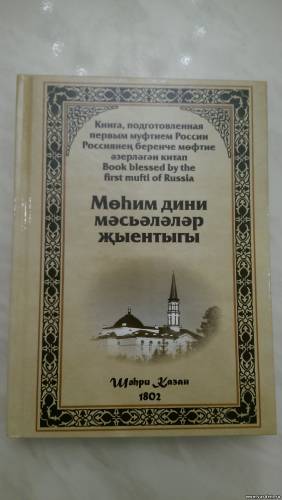 Книга, подготовленная
первым муфтием России
Россиянең беренче мөфтие
әзерләгән китап
Book blessed by the
first mufti of Russia
Мөһим дини
мәсьәләләр
җыентыгы
Шәһри Казан
1802